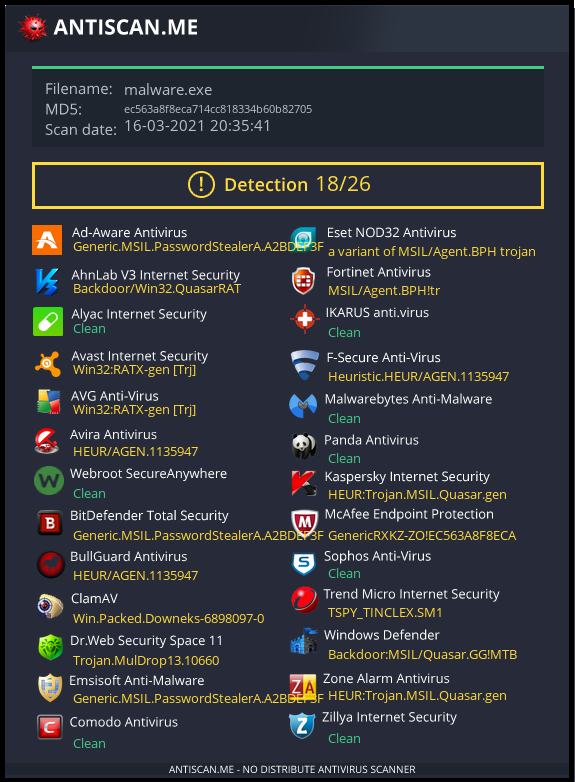 ANTISCAN.ME
Filename: malware.exe
MD5: ec563a8f8eca714cc818334b60b82705
Scan date: 16-03-2021 20:35:41
! Detection 18/26
Ad-Aware Antivirus
Generic.MSIL.PasswordStealerA.A2BDEF3F
AhnLab V3 Internet Security
Backdoor/Win32.QuasarRAT
Alyac Internet Security
Clean
Avast Internet Security
Win32:RATX-gen [Trj]
AVG Anti-Virus
Win32:RATX-gen [Trj]
Avira Antivirus
HEUR/AGEN.1135947
W
Webroot SecureAnywhere
Clean
B
BitDefender Total Security
Generic.MSIL.PasswordStealerA.A2BDEF3F
BullGuard Antivirus
HEUR/AGEN.1135947
ClamAV
Win.Packed.Downeks-6898097-0
Dr.Web Security Space 11
Trojan.MulDrop13.10660
Emsisoft Anti-Malware
Generic.MSIL.PasswordStealerA.A2BDEF3F
C
Comodo Antivirus
Clean
Eset NOD32 Antivirus
a variant of MSIL/Agent.BPH trojan
Fortinet Antivirus
MSIL/Agent.BPH!tr
IKARUS anti.virus
Clean
F-Secure Anti-Virus
Heuristic.HEUR/AGEN.1135947
Malwarebytes Anti-Malware
Clean
Panda Antivirus
Clean
Kaspersky Internet Security
HEUR:Trojan.MSIL.Quasar.gen
M
McAfee Endpoint Protection
GenericRXKZ-ZO!EC563A8F8ECA
S
Sophos Anti-Virus
Clean
Trend Micro Internet Security
TSPY_TINCLEX.SM1
Windows Defender
Backdoor:MSIL/Quasar.GG!MTB
ZA
Zone Alarm Antivirus
HEUR:Trojan.MSIL.Quasar.gen
Z
Zillya Internet Security
Clean
ANTISCAN.ME - NO DISTRIBUTE ANTIVIRUS SCANNER